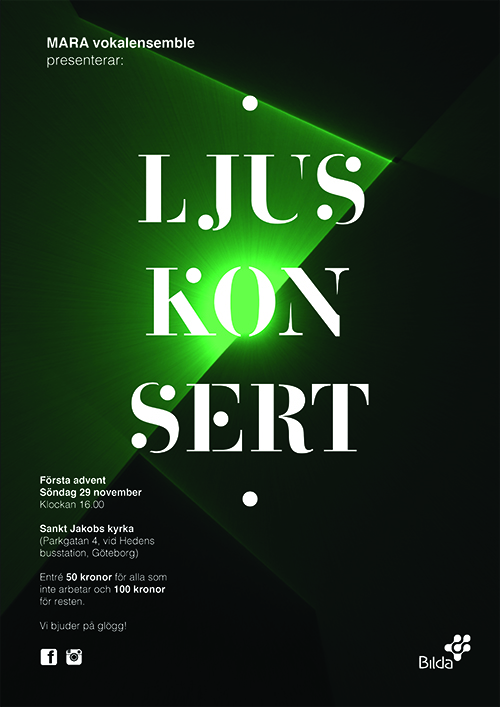 MARA vokalensemble
presenterar:
LJUS
KON
SERT
Första advent
Söndag 29 november
Klockan 16.00
Sankt Jakobs kyrka
(Parkgatan 4, vid Hedens
busstation, Göteborg)
Entré 50 kronor för alla som
inte arbetar och 100 kronor
för resten.
Vi bjuder på glögg!
Bilda